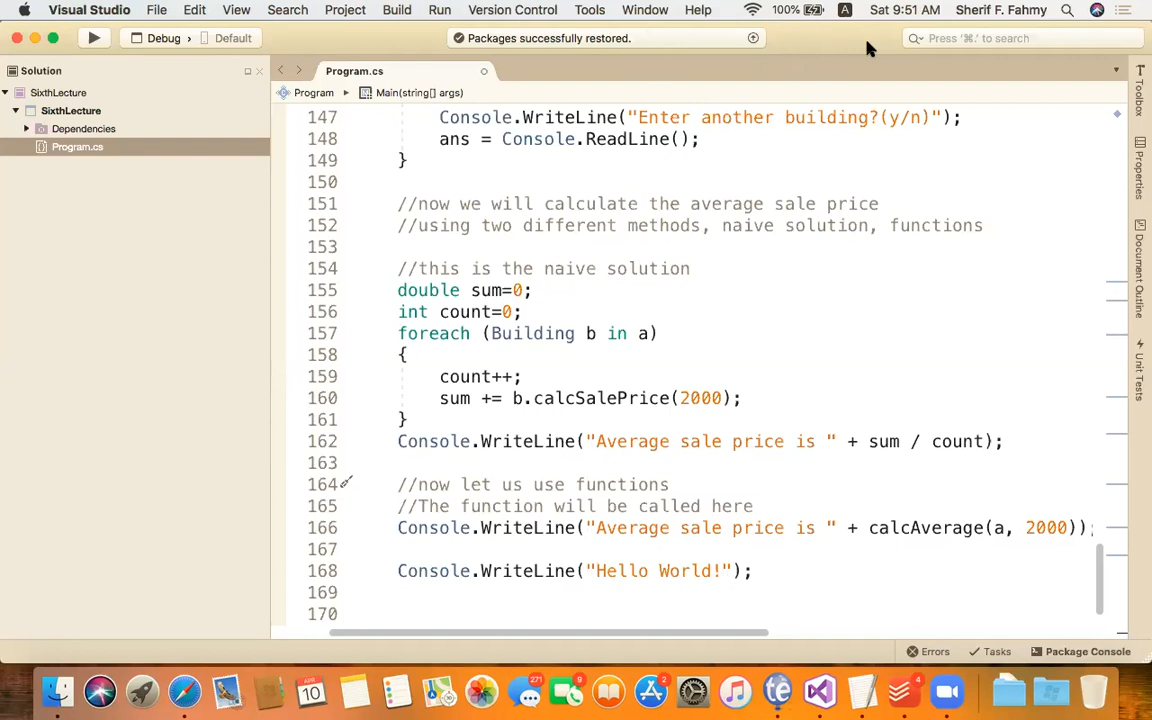 Visual Studio File Edit View Search Project Build Run Version Control Tools Window Help 100% A Sat 9:51 AM Sherif F. Fahmy
Debug › Default Packages successfully restored. Press '⌘.' to search
Solution
SixthLecture
SixthLecture
Dependencies
Program.cs
Program.cs
Program Main(string[] args)
147 Console.WriteLine("Enter another building?(y/n)");
148 ans = Console.ReadLine();
149 }
150
151 //now we will calculate the average sale price
152 //using two different methods, naive solution, functions
153
154 //this is the naive solution
155 double sum=0;
156 int count=0;
157 foreach (Building b in a)
158 {
159 count++;
160 sum += b.calcSalePrice(2000);
161 }
162 Console.WriteLine("Average sale price is " + sum / count);
163
164 //now let us use functions
165 //The function will be called here
166 Console.WriteLine("Average sale price is " + calcAverage(a, 2000));
167
168 Console.WriteLine("Hello World!");
169
170
Toolbox
Properties
Document Outline
Unit Tests
Errors Tasks Package Console
271 9 10 2 4